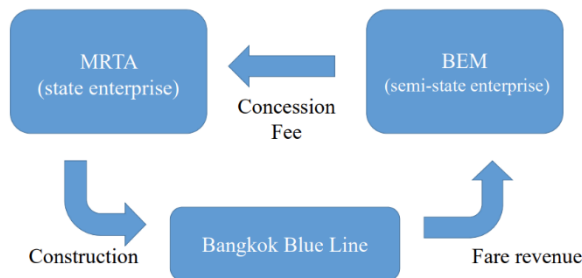 MRTA
(state enterprise)
BEM
(semi-state enterprise)
Concession
Fee
Construction
Bangkok Blue Line
Fare revenue